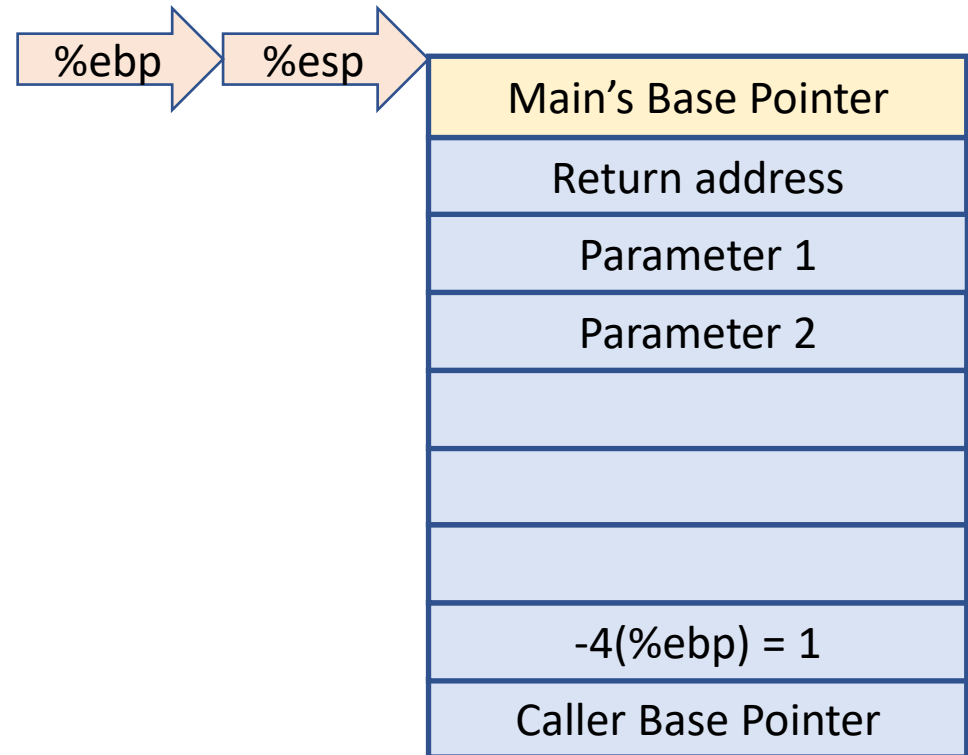 %ebp
%esp
Main’s Base Pointer
Return address
Parameter 1
Parameter 2
-4(%ebp) = 1
Caller Base Pointer